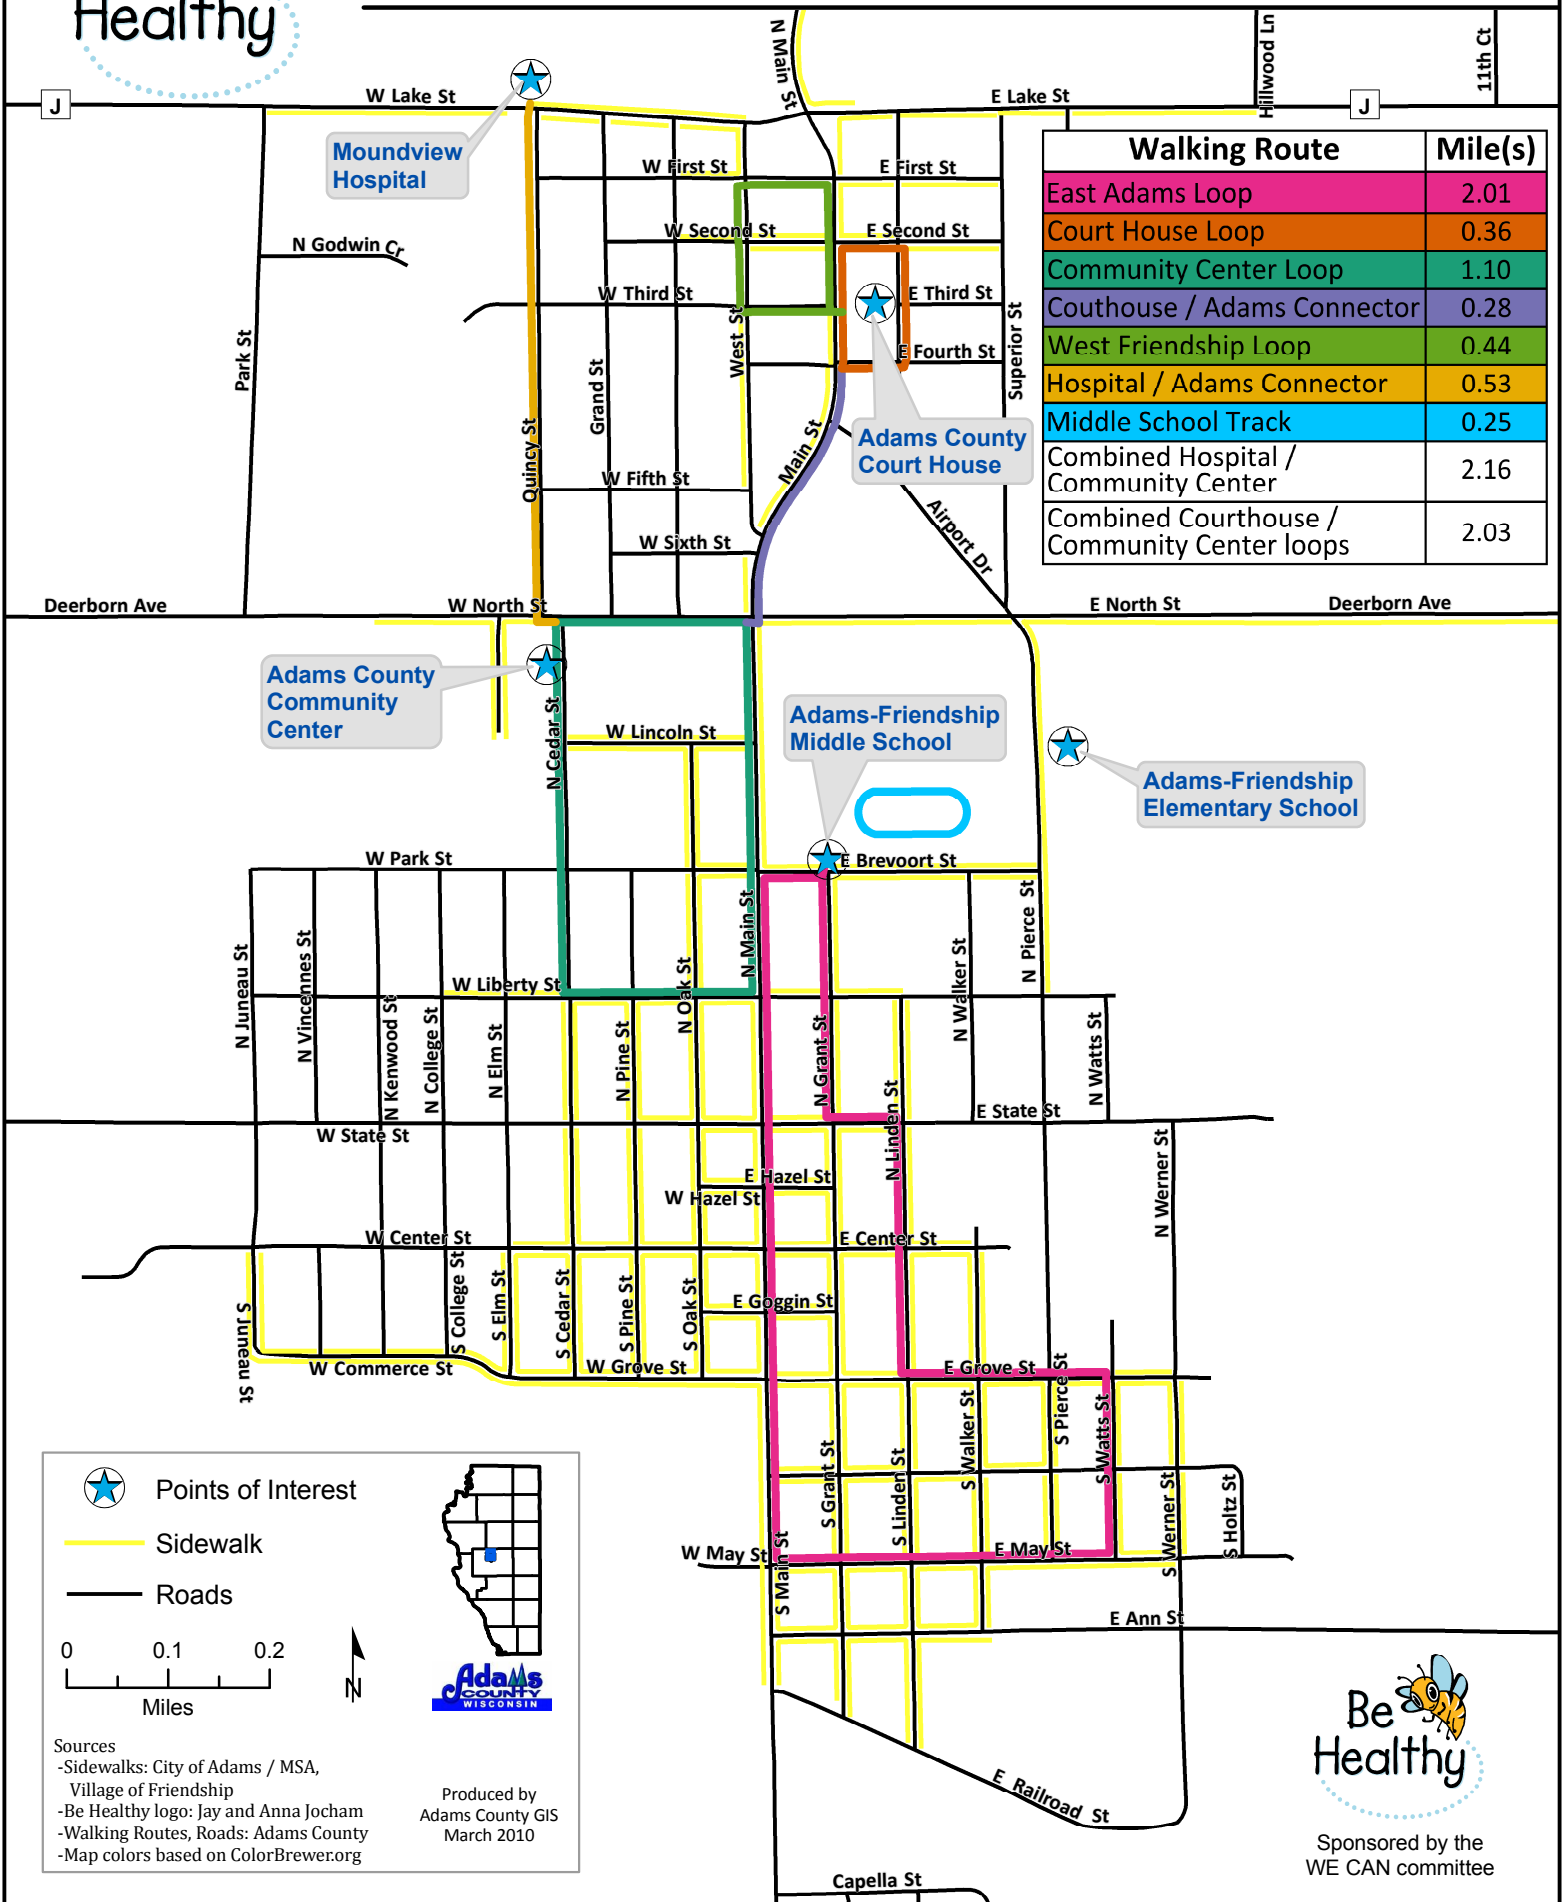 Healthy
N Main St
Hillwood Ln
11th Ct
J
W Lake St
E Lake St
J
Moundview
Hospital
W First St
E First St
N Godwin Cr
W Second St
E Second St
W Third St
E Third St
Park St
Quincy St
Grand St
West St
E Fourth St
Superior St
Main St
Adams County
Court House
W Fifth St
W Sixth St
Airport Dr
Walking Route
Mile(s)
East Adams Loop
2.01
Court House Loop
0.36
Community Center Loop
1.10
Couthouse / Adams Connector
0.28
West Friendship Loop
0.44
Hospital / Adams Connector
0.53
Middle School Track
0.25
Combined Hospital /
Community Center
2.16
Combined Courthouse /
Community Center loops
2.03
Deerborn Ave
W North St
E North St
Deerborn Ave
Adams County
Community
Center
N Cedar St
W Lincoln St
Adams-Friendship
Middle School
Adams-Friendship
Elementary School
W Park St
E Brevoort St
N Juneau St
N Vincennes St
N Kenwood St
N College St
N Elm St
W Liberty St
N Pine St
N Oak St
N Main St
N Grant St
N Linden St
N Walker St
N Pierce St
N Watts St
W State St
E State St
E Hazel St
W Hazel St
N Werner St
W Center St
E Center St
S Juneau St
S College St
S Elm St
S Cedar St
S Pine St
S Oak St
E Goggin St
W Commerce St
W Grove St
E Grove St
S Grant St
S Linden St
S Walker St
S Pierce St
S Watts St
S Werner St
S Holtz St
W May St
S Main St
E May St
E Ann St
E Railroad St
Capella St
Points of Interest
Sidewalk
Roads
0 0.1 0.2
Miles
N
Adams
COUNTY
WISCONSIN
Sources
-Sidewalks: City of Adams / MSA,
Village of Friendship
-Be Healthy logo: Jay and Anna Jocham
-Walking Routes, Roads: Adams County
-Map colors based on ColorBrewer.org
Produced by
Adams County GIS
March 2010
Be
Healthy
Sponsored by the
WE CAN committee